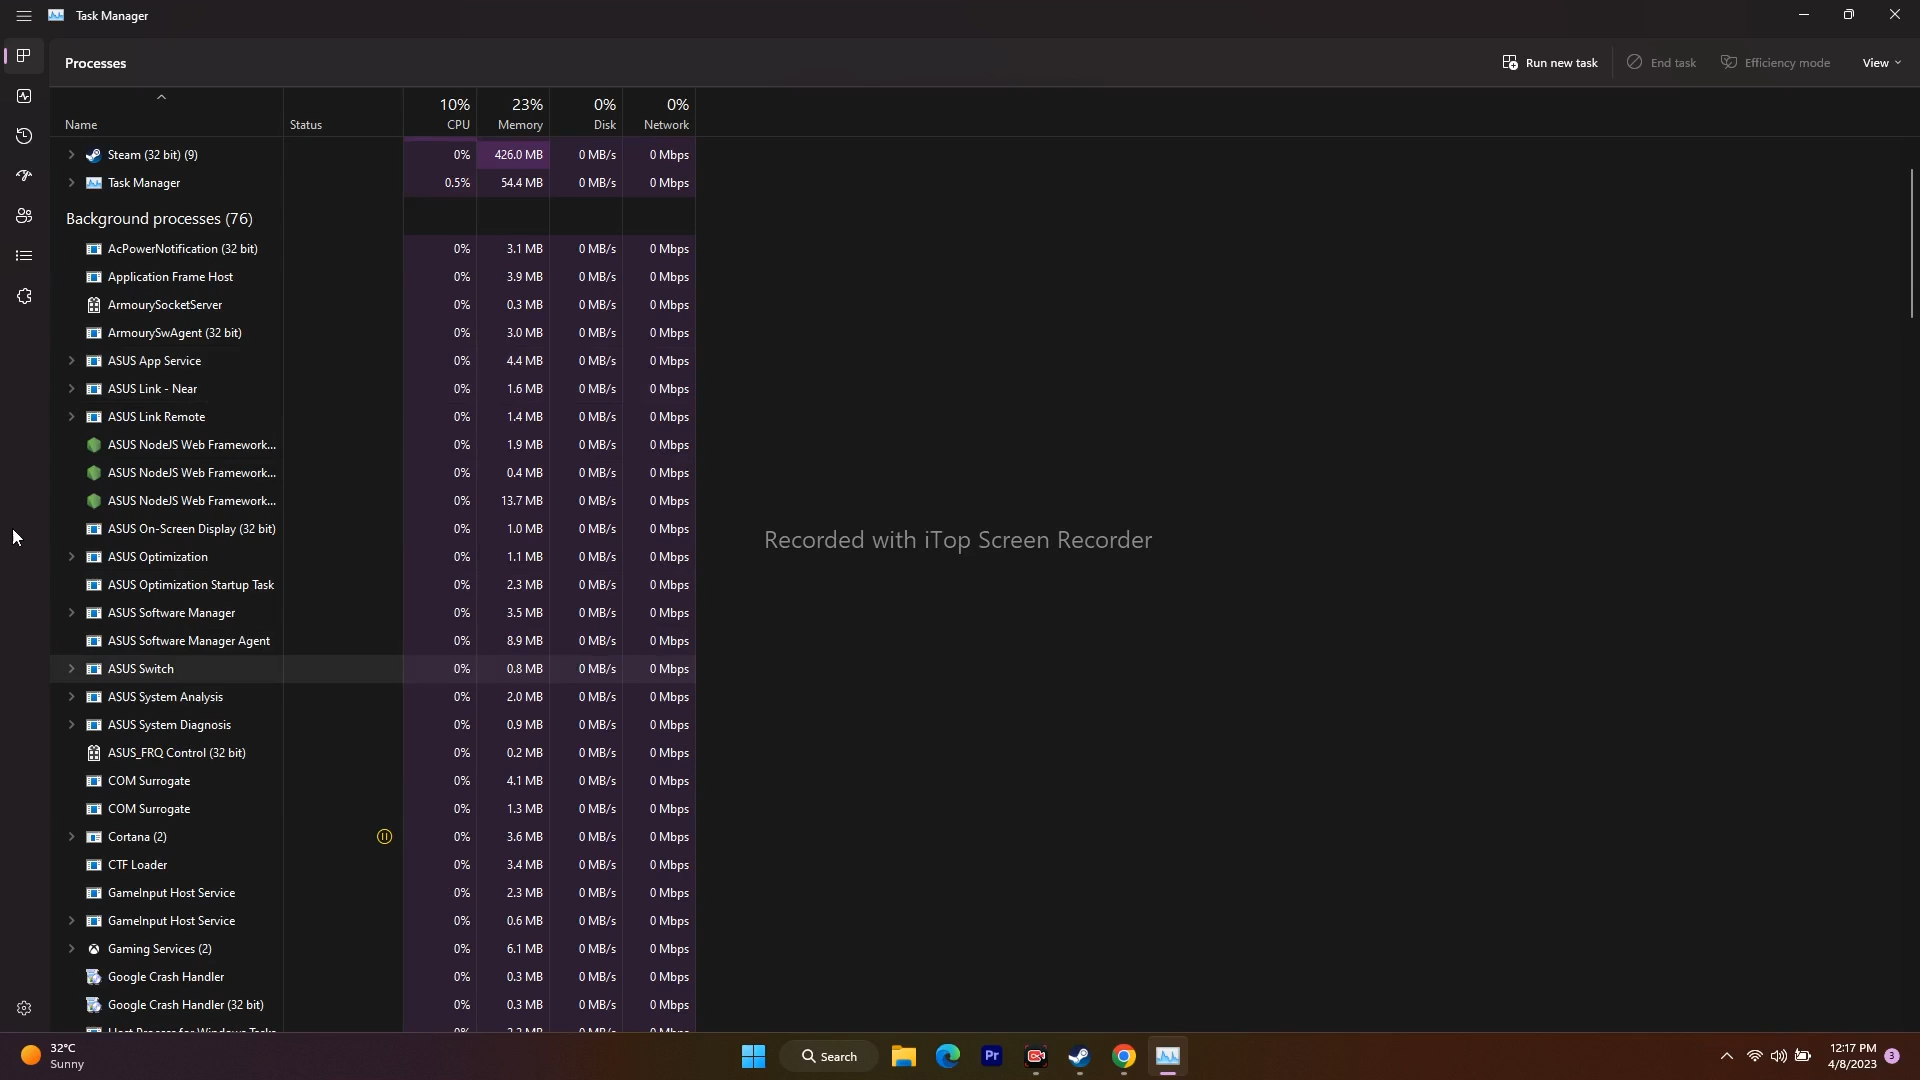 Task Manager
Processes
Run new task
End task
Efficiency mode
View
10% 23% 0% 0%
Name Status CPU Memory Disk Network
Steam (32 bit) (9) 0% 426.0 MB 0 MB/s 0 Mbps
Task Manager 0.5% 54.4 MB 0 MB/s 0 Mbps
Background processes (76)
AcPowerNotification (32 bit) 0% 3.1 MB 0 MB/s 0 Mbps
Application Frame Host 0% 3.9 MB 0 MB/s 0 Mbps
ArmourySocketServer 0% 0.3 MB 0 MB/s 0 Mbps
ArmourySwAgent (32 bit) 0% 3.0 MB 0 MB/s 0 Mbps
ASUS App Service 0% 4.4 MB 0 MB/s 0 Mbps
ASUS Link - Near 0% 1.6 MB 0 MB/s 0 Mbps
ASUS Link Remote 0% 1.4 MB 0 MB/s 0 Mbps
ASUS NodeJS Web Framework... 0% 1.9 MB 0 MB/s 0 Mbps
ASUS NodeJS Web Framework... 0% 0.4 MB 0 MB/s 0 Mbps
ASUS NodeJS Web Framework... 0% 13.7 MB 0 MB/s 0 Mbps
ASUS On-Screen Display (32 bit) 0% 1.0 MB 0 MB/s 0 Mbps
Recorded with iTop Screen Recorder
ASUS Optimization 0% 1.1 MB 0 MB/s 0 Mbps
ASUS Optimization Startup Task 0% 2.3 MB 0 MB/s 0 Mbps
ASUS Software Manager 0% 3.5 MB 0 MB/s 0 Mbps
ASUS Software Manager Agent 0% 8.9 MB 0 MB/s 0 Mbps
ASUS Switch 0% 0.8 MB 0 MB/s 0 Mbps
ASUS System Analysis 0% 2.0 MB 0 MB/s 0 Mbps
ASUS System Diagnosis 0% 0.9 MB 0 MB/s 0 Mbps
ASUS_FRQ Control (32 bit) 0% 0.2 MB 0 MB/s 0 Mbps
COM Surrogate 0% 4.1 MB 0 MB/s 0 Mbps
COM Surrogate 0% 1.3 MB 0 MB/s 0 Mbps
Cortana (2) 0% 3.6 MB 0 MB/s 0 Mbps
CTF Loader 0% 3.4 MB 0 MB/s 0 Mbps
GameInput Host Service 0% 2.3 MB 0 MB/s 0 Mbps
GameInput Host Service 0% 0.6 MB 0 MB/s 0 Mbps
Gaming Services (2) 0% 6.1 MB 0 MB/s 0 Mbps
Google Crash Handler 0% 0.3 MB 0 MB/s 0 Mbps
Google Crash Handler (32 bit) 0% 0.3 MB 0 MB/s 0 Mbps
32°C
Sunny
Search
Pr
12:17 PM
4/8/2023
3